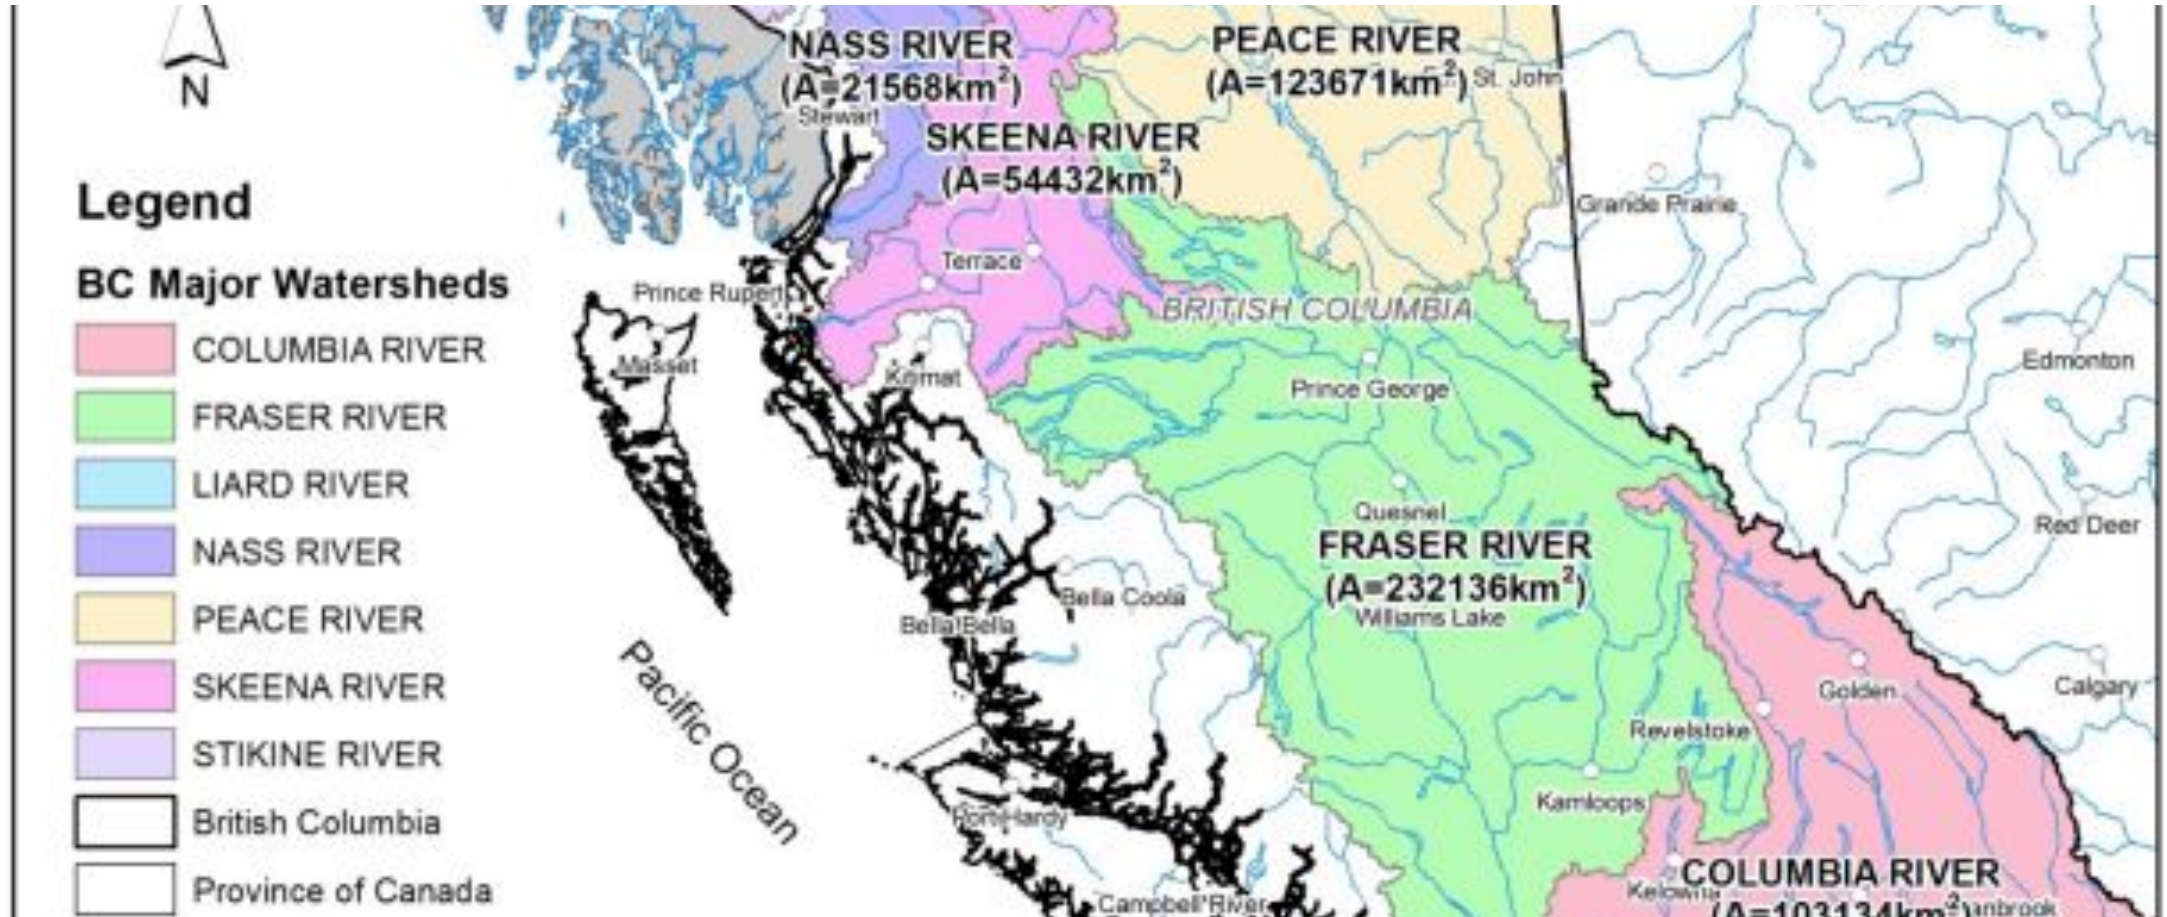 N
Legend
BC Major Watersheds
COLUMBIA RIVER
FRASER RIVER
LIARD RIVER
NASS RIVER
PEACE RIVER
SKEENA RIVER
STIKINE RIVER
British Columbia
Province of Canada
NASS RIVER
(A=21568km²)
Stewart
PEACE RIVER
(A=123671km²)
St. John
SKEENA RIVER
(A=54432km²)
Grande Prairie
Terrace
Prince Rupert
BRITISH COLUMBIA
Masset
Kitimat
Prince George
Edmonton
Quesnel
Red Deer
FRASER RIVER
(A=232136km²)
Williams Lake
Bella Coola
Bella Bella
Pacific Ocean
Golden
Calgary
Revelstoke
Kamloops
Port Hardy
COLUMBIA RIVER
(A=103134km²)
Kelowna
anbrook
Campbell River